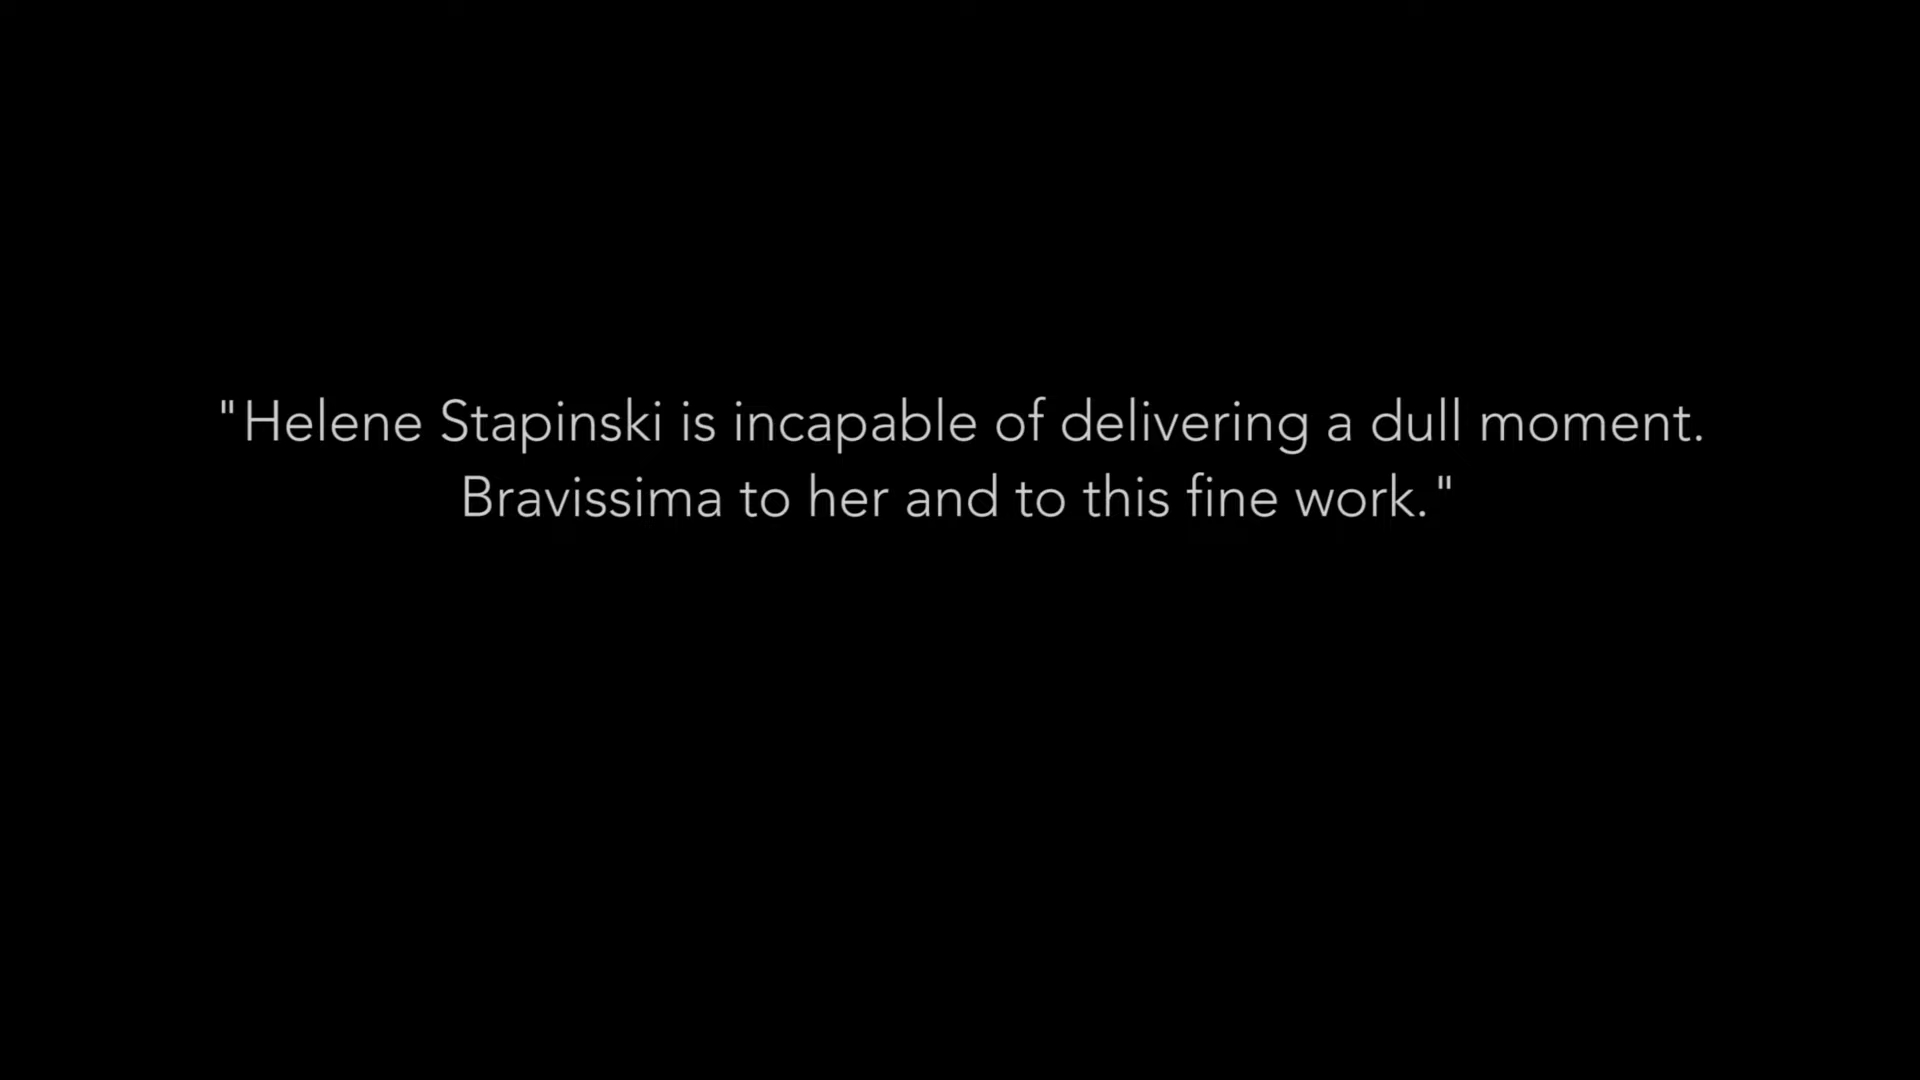 "Helene Stapinski is incapable of delivering a dull moment.
Bravissima to her and to this fine work."